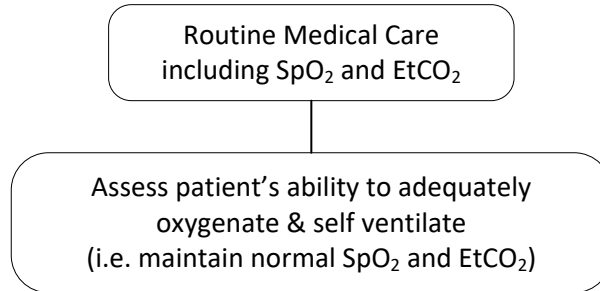 Routine Medical Care
including SpO₂ and EtCO₂
Assess patient’s ability to adequately
oxygenate & self ventilate
(i.e. maintain normal SpO₂ and EtCO₂)